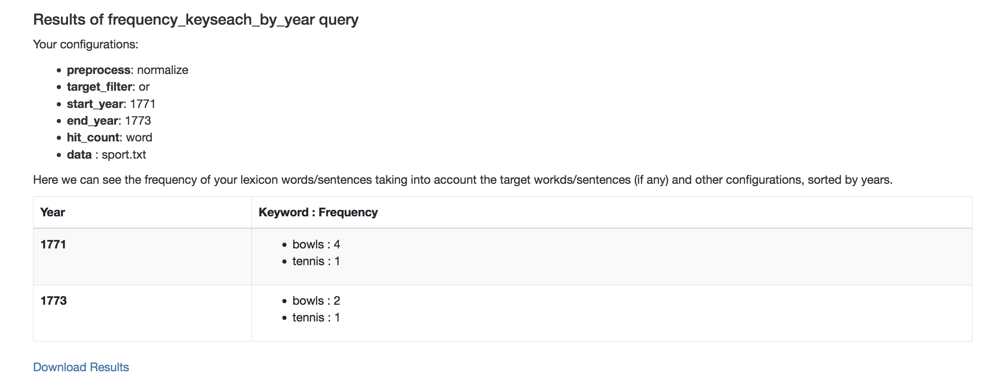 Results of frequency_keyseach_by_year query
Your configurations:
• preprocess: normalize
• target_filter: or
• start_year: 1771
• end_year: 1773
• hit_count: word
• data : sport.txt
Here we can see the frequency of your lexicon words/sentences taking into account the target workds/sentences (if any) and other configurations, sorted by years.
Year Keyword : Frequency
1771 • bowls : 4
• tennis : 1
1773 • bowls : 2
• tennis : 1
Download Results